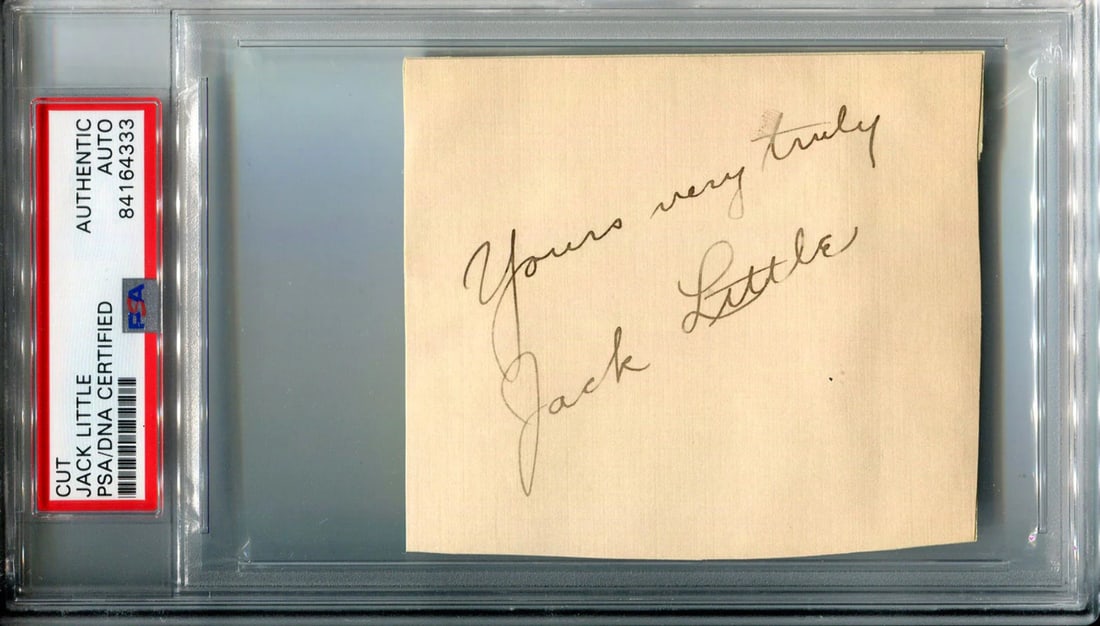 CUT
JACK LITTLE
PSA/DNA CERTIFIED
AUTHENTIC
AUTO
84164333
PSA
Yours very truly
Jack Little